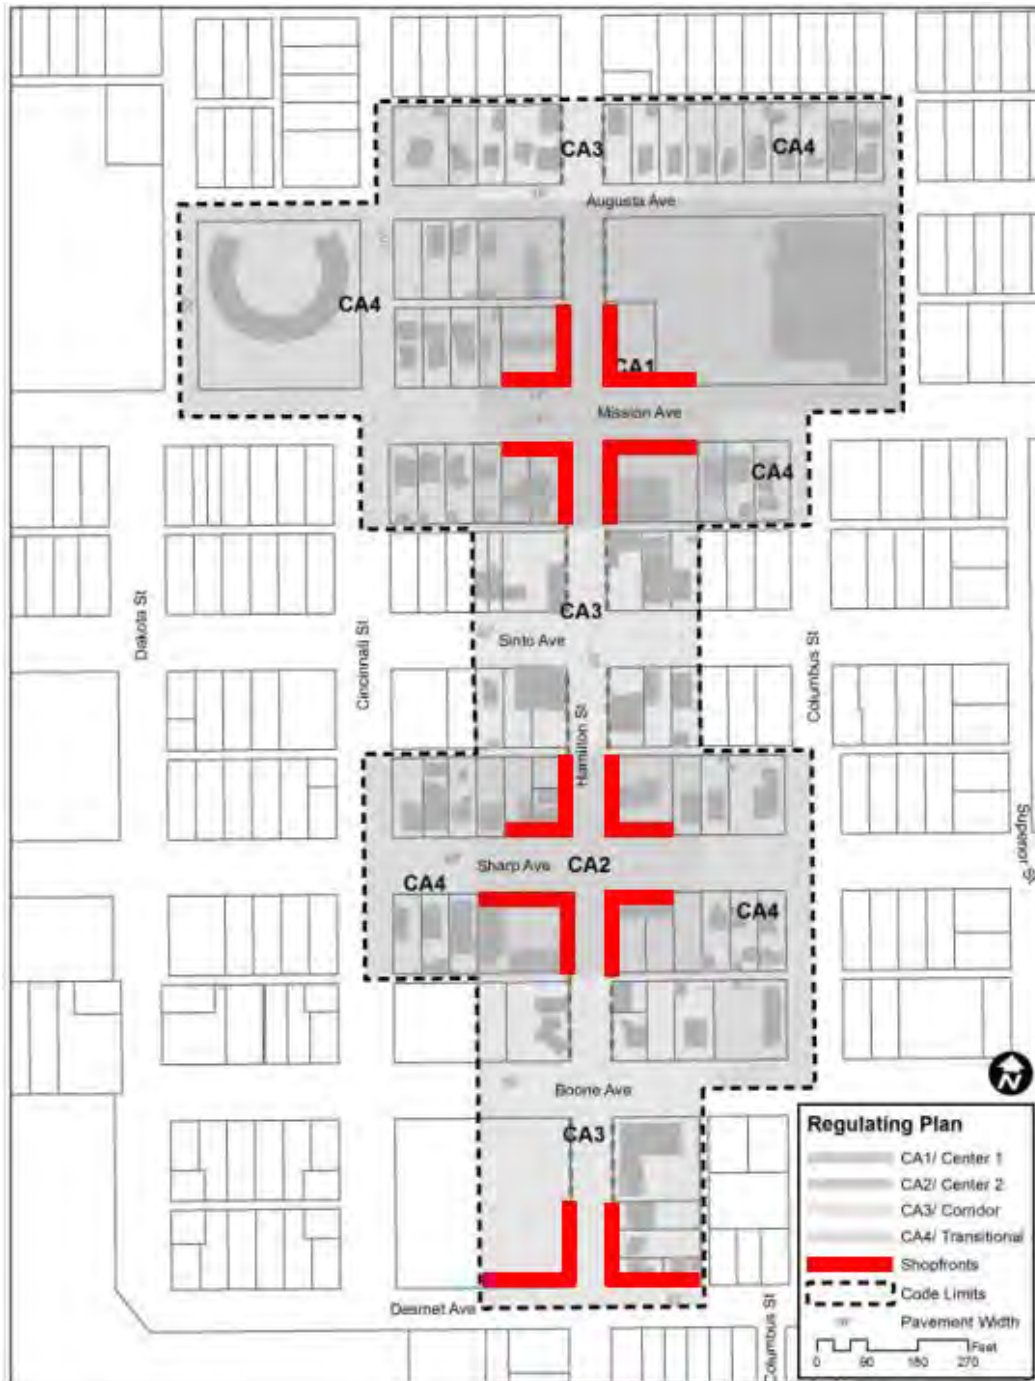 CA3
CA4
Augusta Ave
CA4
CA1
Mission Ave
CA4
CA3
Sinto Ave
Dakota St
Cincinnati St
Hamilton St
Columbus St
Superior St
Sharp Ave
CA2
CA4
CA4
Boone Ave
CA3
Desmet Ave
Columbus St
N
Regulating Plan
CA1/ Center 1
CA2/ Center 2
CA3/ Corridor
CA4/ Transitional
Shopfronts
Code Limits
Pavement Width
Feet
0 90 180 270